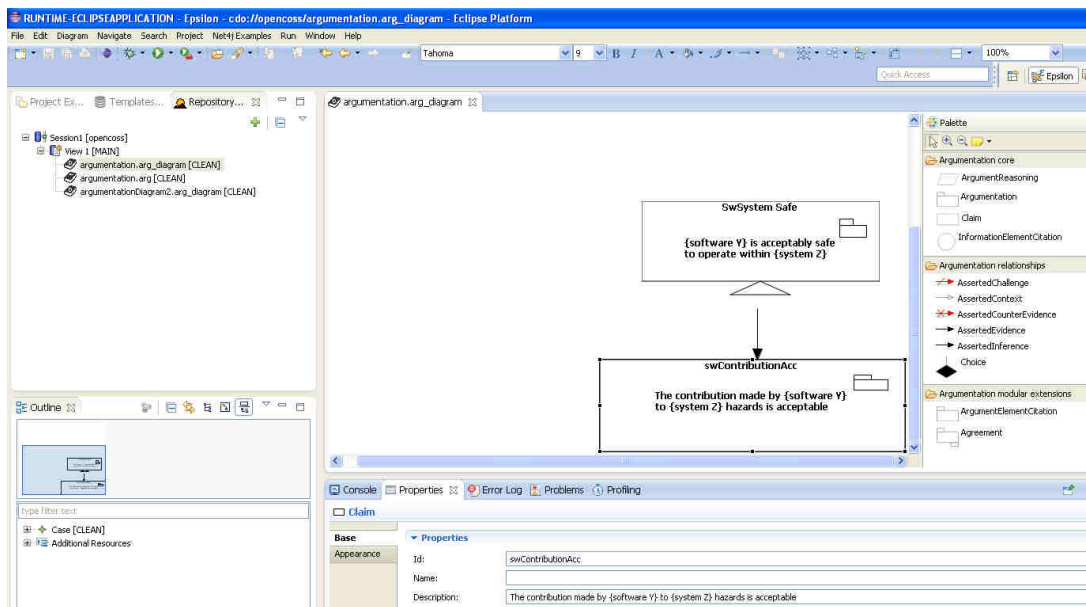 RUNTIME-ECLIPSEAPPLICATION - Epsilon - cdo://opencoss/argumentation.arg_diagram - Eclipse Platform
File Edit Diagram Navigate Search Project Net4j Examples Run Window Help
Tahoma 9 B I A 100%
Quick Access Epsilon
Project Ex... Templates... Repository...
argumentation.arg_diagram
Session1 [opencoss]
View 1 [MAIN]
argumentation.arg_diagram [CLEAN]
argumentation.arg [CLEAN]
argumentationDiagram2.arg_diagram [CLEAN]
SwSystem Safe
{software Y} is acceptably safe
to operate within {system Z}
swContributionAcc
The contribution made by {software Y}
to {system Z} hazards is acceptable
Palette
Argumentation core
ArgumentReasoning
Argumentation
Claim
InformationElementCitation
Argumentation relationships
AssertedChallenge
AssertedContext
AssertedCounterEvidence
AssertedEvidence
AssertedInference
Choice
Argumentation modular extensions
ArgumentElementCitation
Agreement
Outline
type filter text
Case [CLEAN]
Additional Resources
Console Properties Error Log Problems Profiling
Claim
Base
Appearance
Properties
Id: swContributionAcc
Name:
Description: The contribution made by {software Y} to {system Z} hazards is acceptable